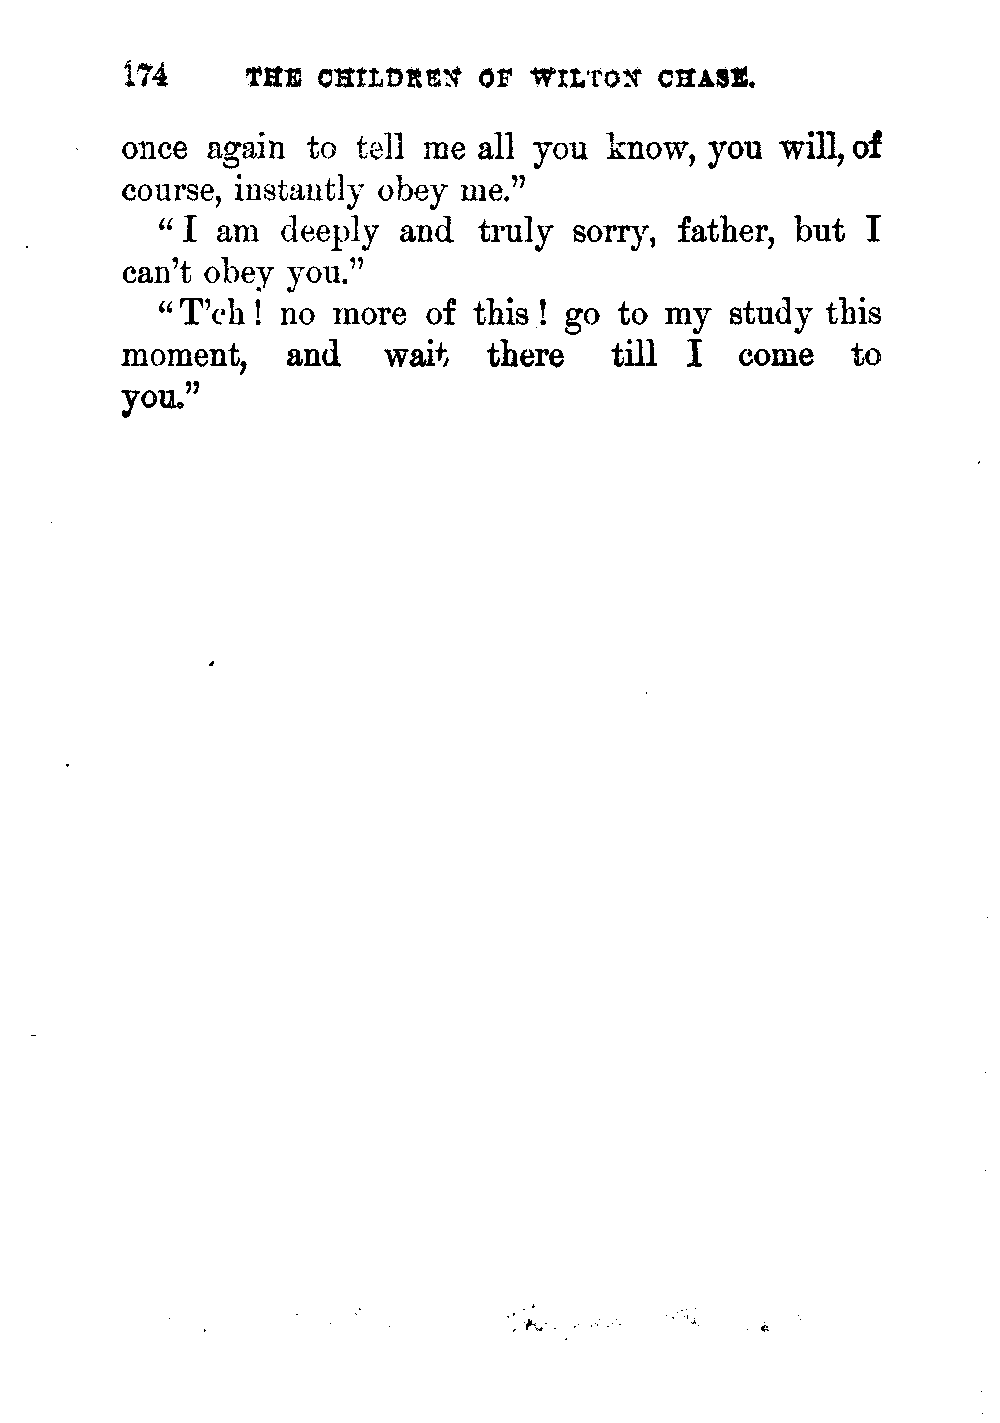 174 THE CHILDREN OF WILTON CHASE.
once again to tell me all you know, you will, of
course, instantly obey me.”
“I am deeply and truly sorry, father, but I
can’t obey you.”
“T’ch! no more of this! go to my study this
moment, and wait there till I come to
you.”